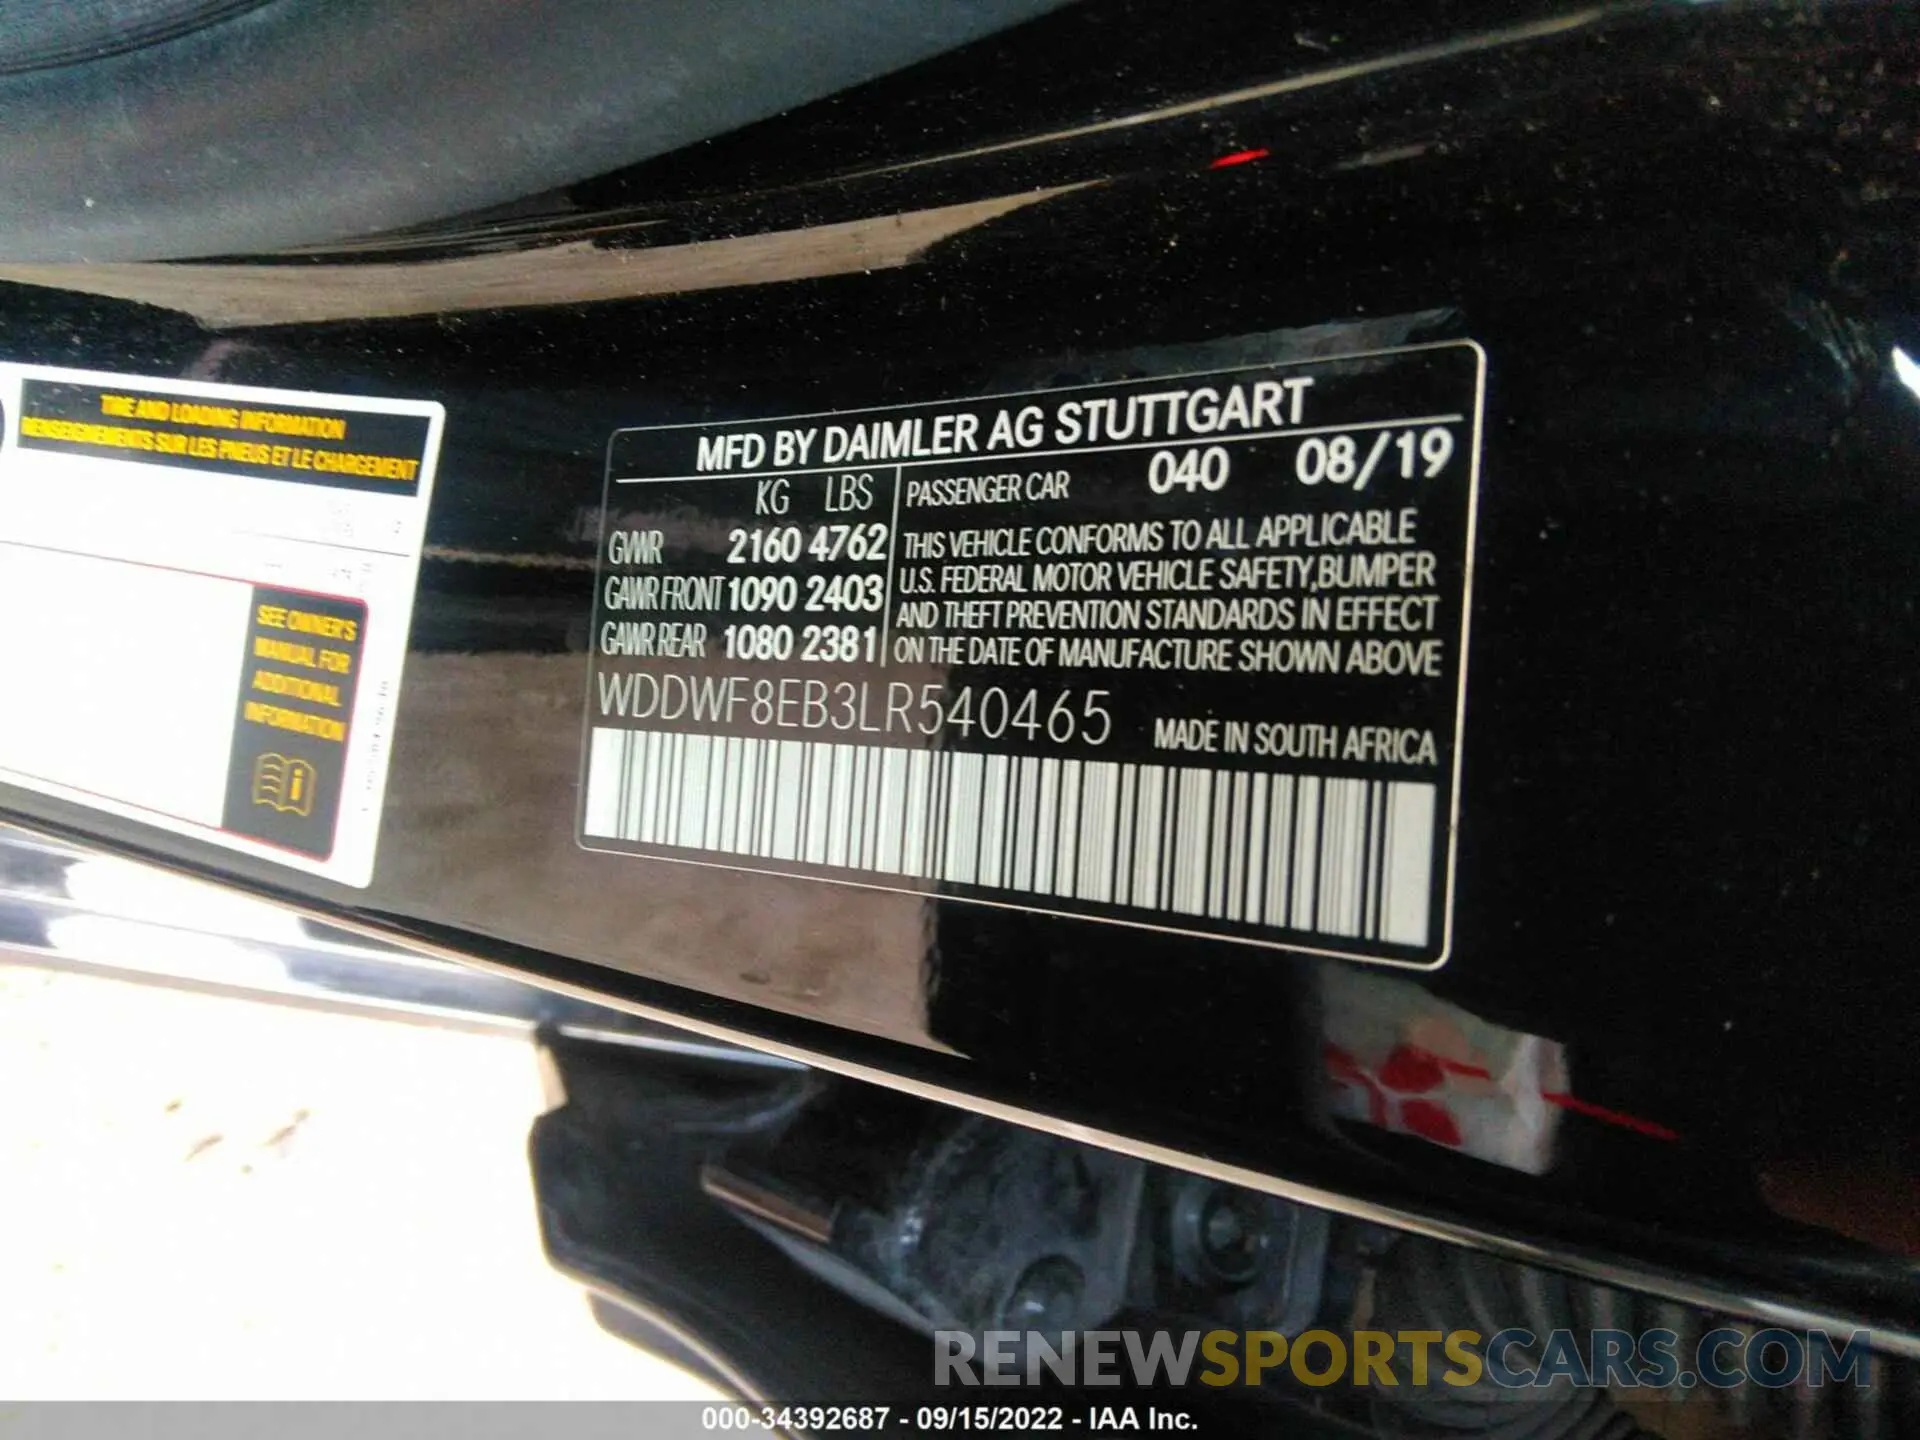 TIRE AND LOADING INFORMATION
RENSEIGNEMENTS SUR LES PNEUS ET LE CHARGEMENT
SEE OWNER'S
MANUAL FOR
ADDITIONAL
INFORMATION
MFD BY DAIMLER AG STUTTGART
KG LBS
PASSENGER CAR 040 08/19
GVWR 2160 4762
GAWR FRONT 1090 2403
GAWR REAR 1080 2381
THIS VEHICLE CONFORMS TO ALL APPLICABLE
U.S. FEDERAL MOTOR VEHICLE SAFETY, BUMPER
AND THEFT PREVENTION STANDARDS IN EFFECT
ON THE DATE OF MANUFACTURE SHOWN ABOVE
WDDWF8EB3LR540465
MADE IN SOUTH AFRICA
RENEWSPORTSCARS.COM
000-34392687 - 09/15/2022 - IAA Inc.